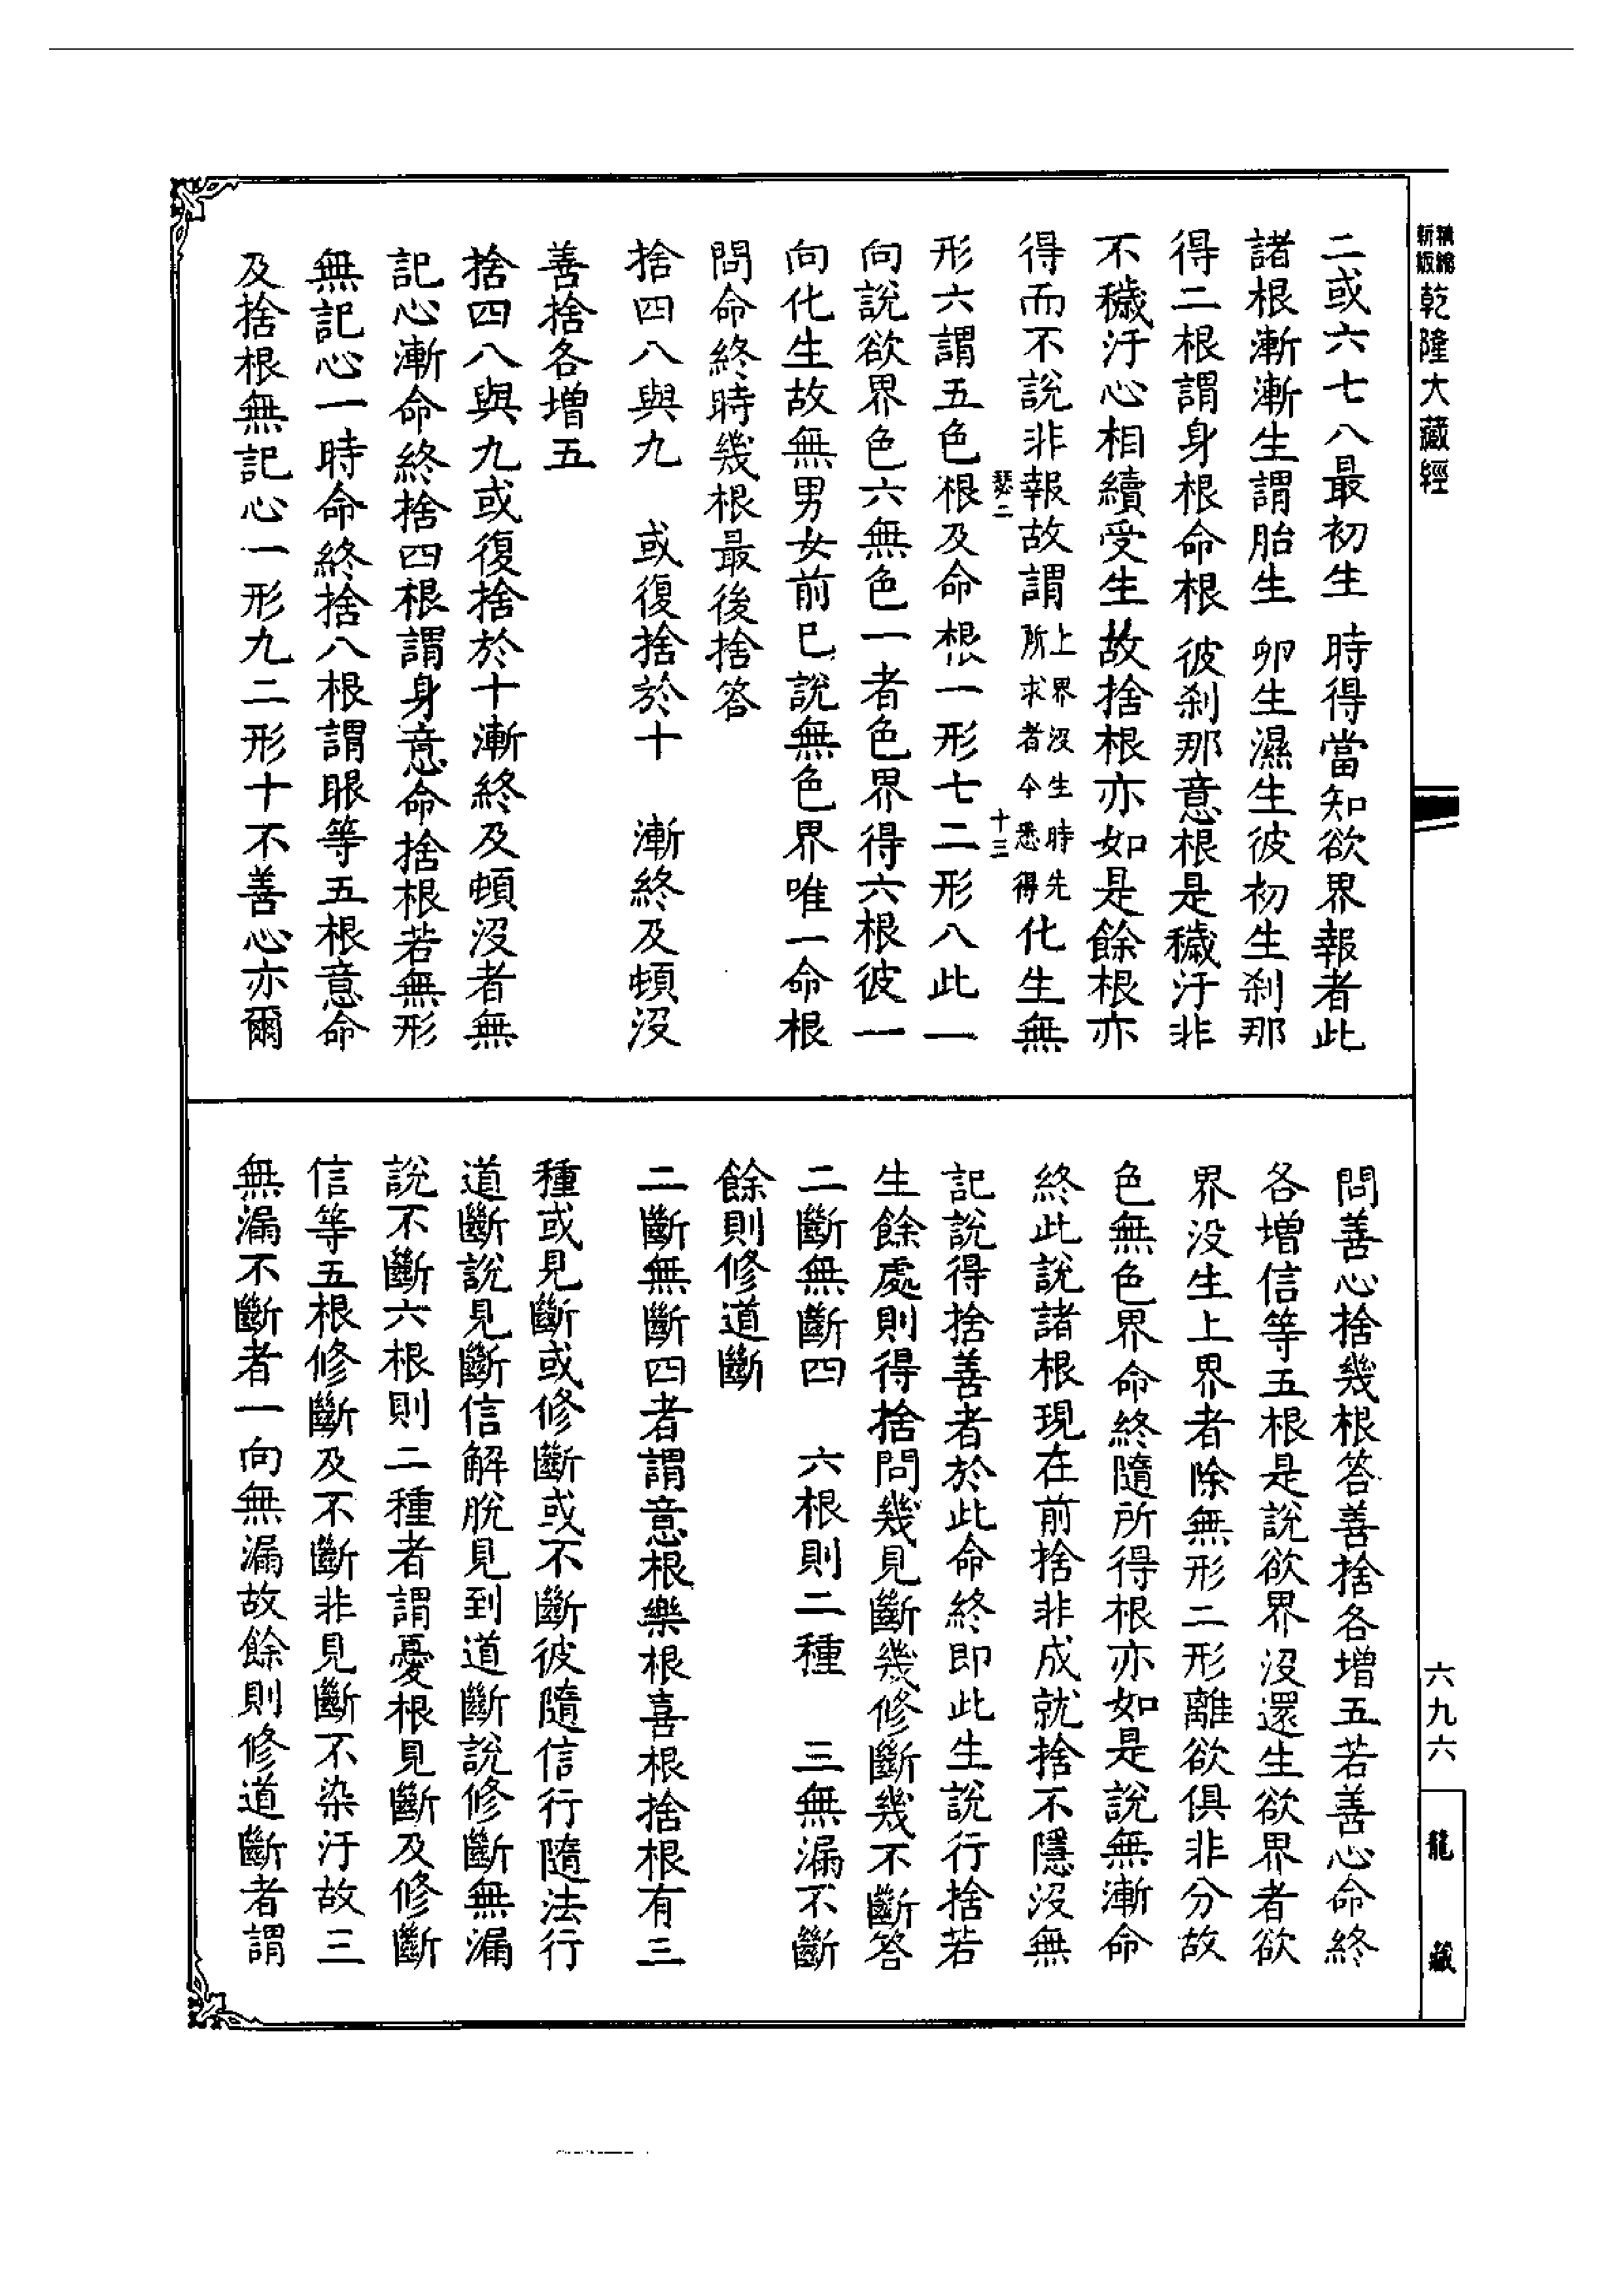 精縮
新版
乾隆大藏經
二或六七八最初生時得當知欲界報者此
諸根漸漸生謂胎生卵生濕生彼初生剎那
得二根謂身根命根彼剎那意根是穢汙非
不穢汙心相續受生故捨根亦如是餘根亦
得而不說非報故謂上界沒生時先所求者今悉得化生無
瑟二
十三
形六謂五色根及命根一形七二形八此一
向說欲界色六無色一者色界得六根彼一
向化生故無男女前已說無色界唯一命根
問命終時幾根最後捨答
捨四八與九 或復捨於十 漸終及頓沒
善捨各增五
捨四八與九或復捨於十漸終及頓沒者無
記心漸命終捨四根謂身意命捨根若無形
無記心一時命終捨八根謂眼等五根意命
及捨根無記心一形九二形十不善心亦爾
問善心捨幾根答善捨各增五若善心命終
各增信等五根是說欲界沒還生欲界者欲
界沒生上界者除無形二形離欲俱非分故
色無色界命終隨所得根亦如是說無漸命
終此說諸根現在前捨非成就捨不隱沒無
記說得捨善者於此命終即此生說行捨若
生餘處則得捨問幾見斷幾修斷幾不斷答
二斷無斷四 六根則二種 三無漏不斷
餘則修道斷
二斷無斷四者謂意根樂根喜根捨根有三
種或見斷或修斷或不斷彼隨信行隨法行
道斷說見斷信解脫見到道斷說修斷無漏
說不斷六根則二種者謂憂根見斷及修斷
信等五根修斷及不斷非見斷不染汙故三
無漏不斷者一向無漏故餘則修道斷者謂
六九六
龍藏